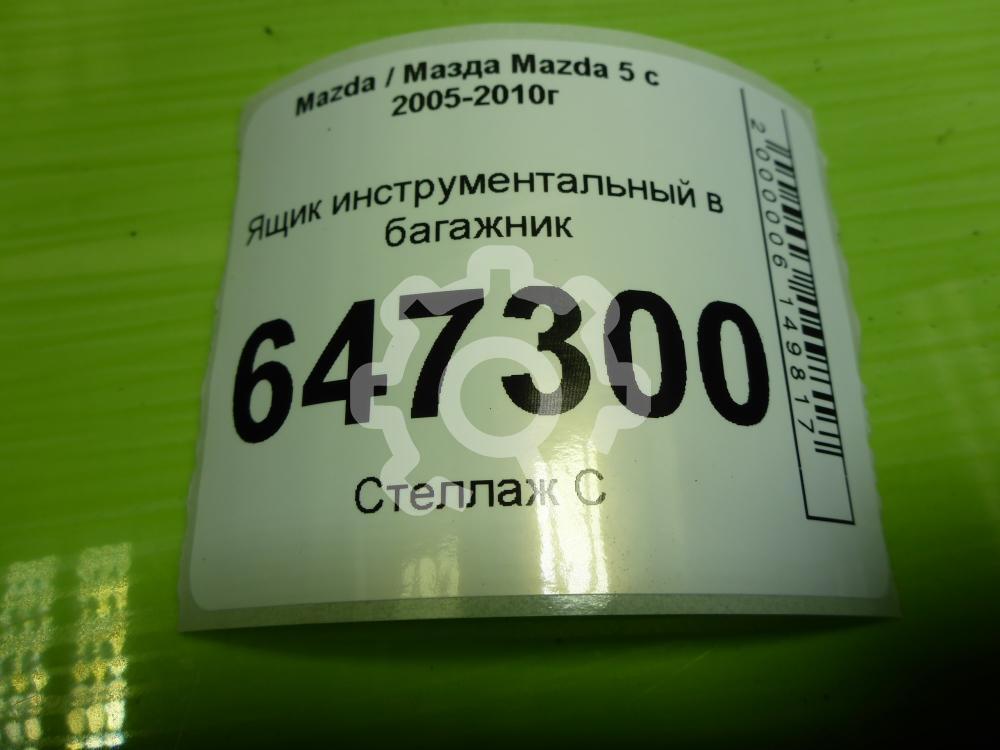 Mazda / Мазда Mazda 5 с
2005-2010г
Ящик инструментальный в
багажник
647300
Стеллаж С
2000006149817